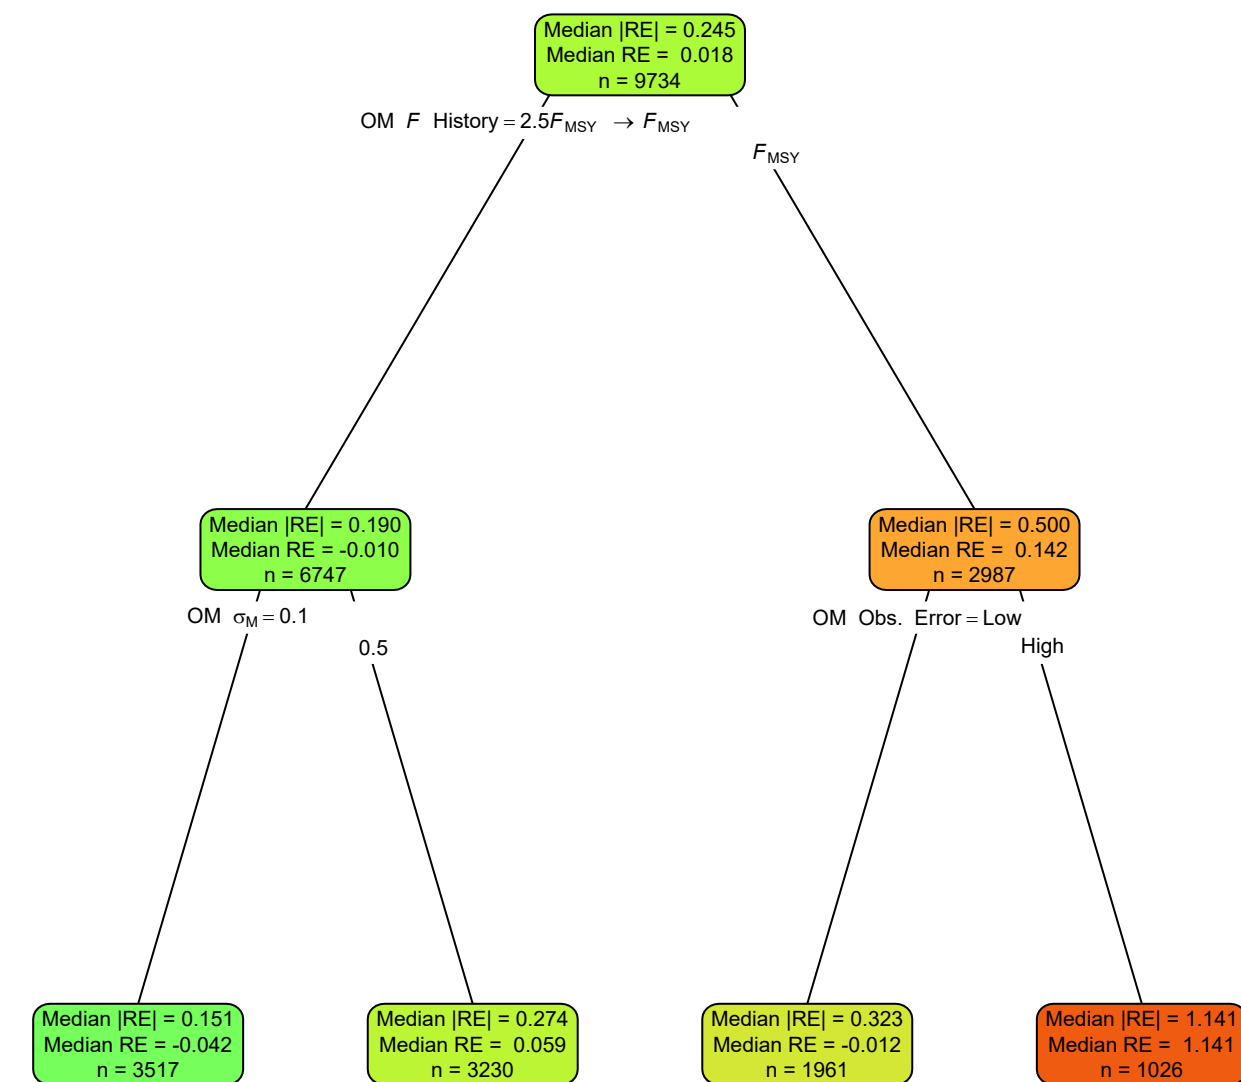 Median |RE| = 0.245
Median RE =  0.018
n = 9734
OM F History = 2.5F_MSY → F_MSY
F_MSY
Median |RE| = 0.190
Median RE = -0.010
n = 6747
Median |RE| = 0.500
Median RE =  0.142
n = 2987
OM σ_M = 0.1
0.5
OM Obs. Error = Low
High
Median |RE| = 0.151
Median RE = -0.042
n = 3517
Median |RE| = 0.274
Median RE =  0.059
n = 3230
Median |RE| = 0.323
Median RE = -0.012
n = 1961
Median |RE| = 1.141
Median RE =  1.141
n = 1026